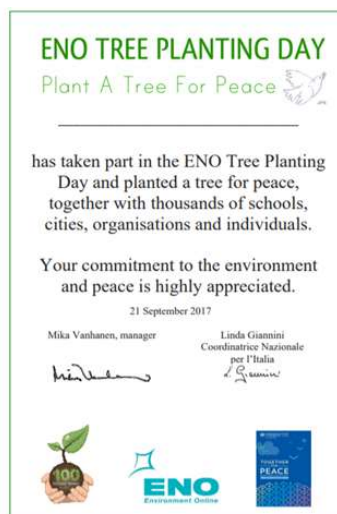 ENO TREE PLANTING DAY
Plant A Tree For Peace
has taken part in the ENO Tree Planting
Day and planted a tree for peace,
together with thousands of schools,
cities, organisations and individuals.
Your commitment to the environment
and peace is highly appreciated.
21 September 2017
Mika Vanhanen, manager
Linda Giannini
Coordinatrice Nazionale
per l'Italia
L. Giannini
100
ENO
Environment Online
TOGETHER
PEACE